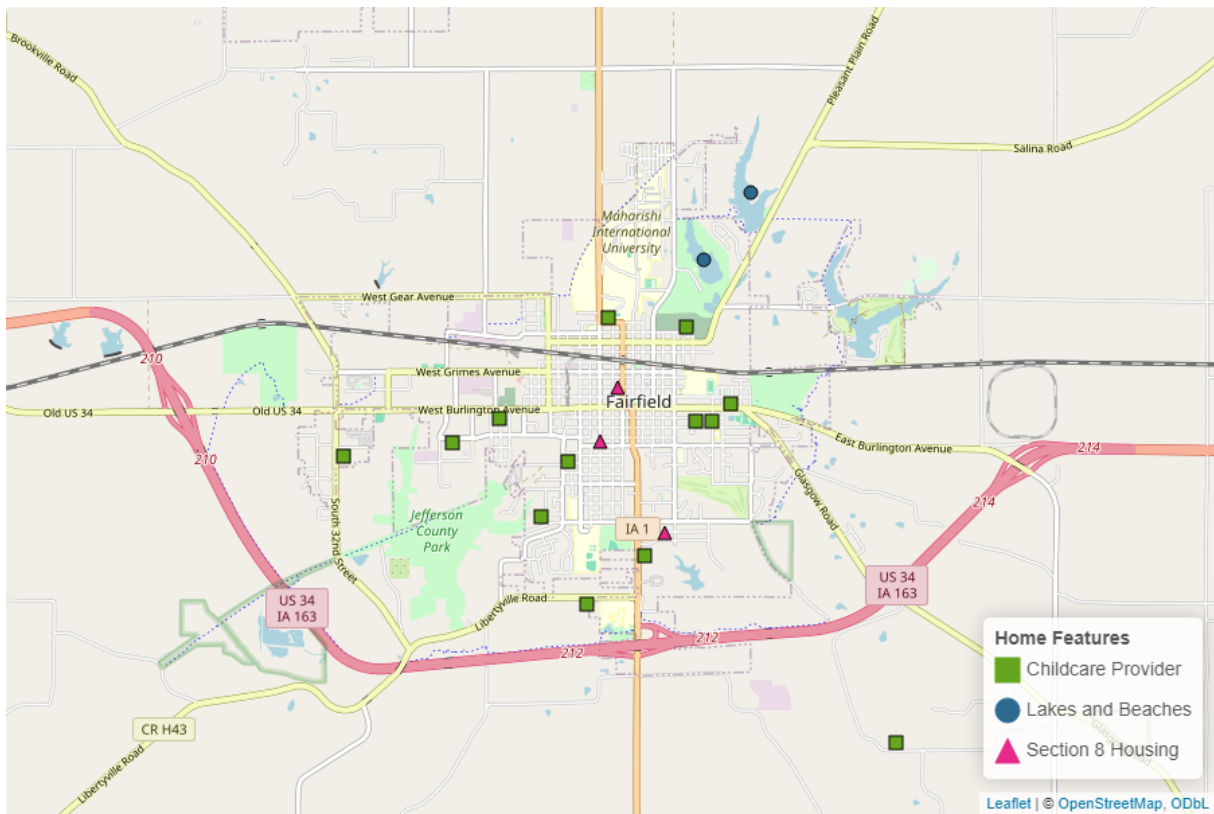 Brookville Road
Pleasant Plain Road
Salina Road
Maharishi
International
University
West Gear Avenue
210
West Grimes Avenue
Fairfield
Old US 34
Old US 34
West Burlington Avenue
East Burlington Avenue
214
210
214
Glasgow Road
South 32nd Street
Jefferson
County
Park
IA 1
US 34
IA 163
US 34
IA 163
Libertyville Road
212
212
CR H43
Libertyville Road
Home Features
Childcare Provider
Lakes and Beaches
Section 8 Housing
Leaflet | © OpenStreetMap, ODbL